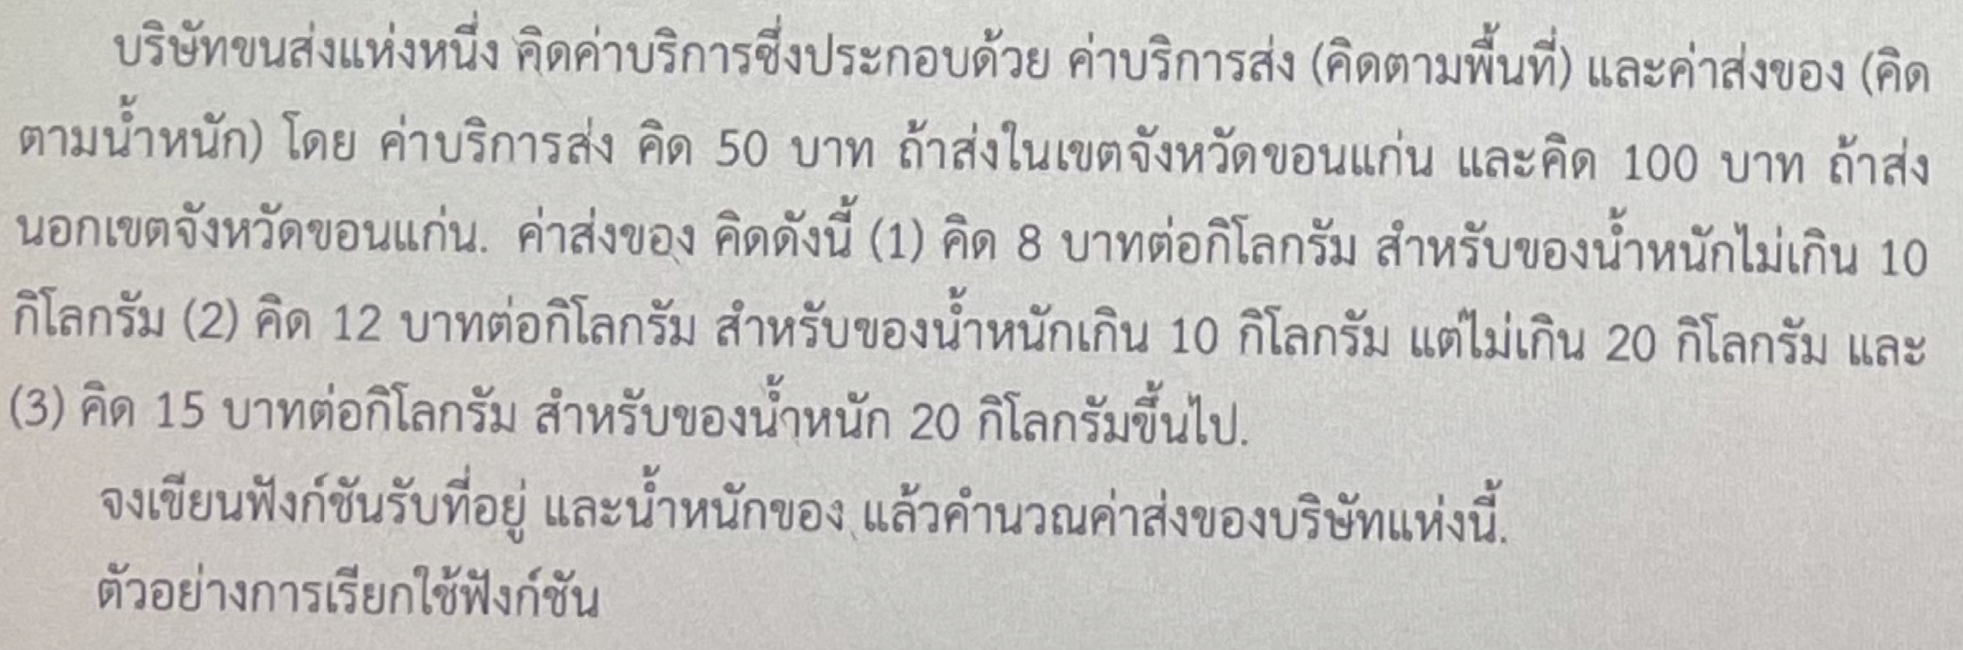 บริษัทขนส่งแห่งหนึ่ง คิดค่าบริการซึ่งประกอบด้วย ค่าบริการส่ง (คิดตามพื้นที่) และค่าส่งของ (คิด
ตามน้ำหนัก) โดย ค่าบริการส่ง คิด 50 บาท ถ้าส่งในเขตจังหวัดขอนแก่น และคิด 100 บาท ถ้าส่ง
นอกเขตจังหวัดขอนแก่น. ค่าส่งของ คิดดังนี้ (1) คิด 8 บาทต่อกิโลกรัม สำหรับของน้ำหนักไม่เกิน 10
กิโลกรัม (2) คิด 12 บาทต่อกิโลกรัม สำหรับของน้ำหนักเกิน 10 กิโลกรัม แต่ไม่เกิน 20 กิโลกรัม และ
(3) คิด 15 บาทต่อกิโลกรัม สำหรับของน้ำหนัก 20 กิโลกรัมขึ้นไป.
จงเขียนฟังก์ชันรับที่อยู่ และน้ำหนักของ แล้วคำนวณค่าส่งของบริษัทแห่งนี้.
ตัวอย่างการเรียกใช้ฟังก์ชัน